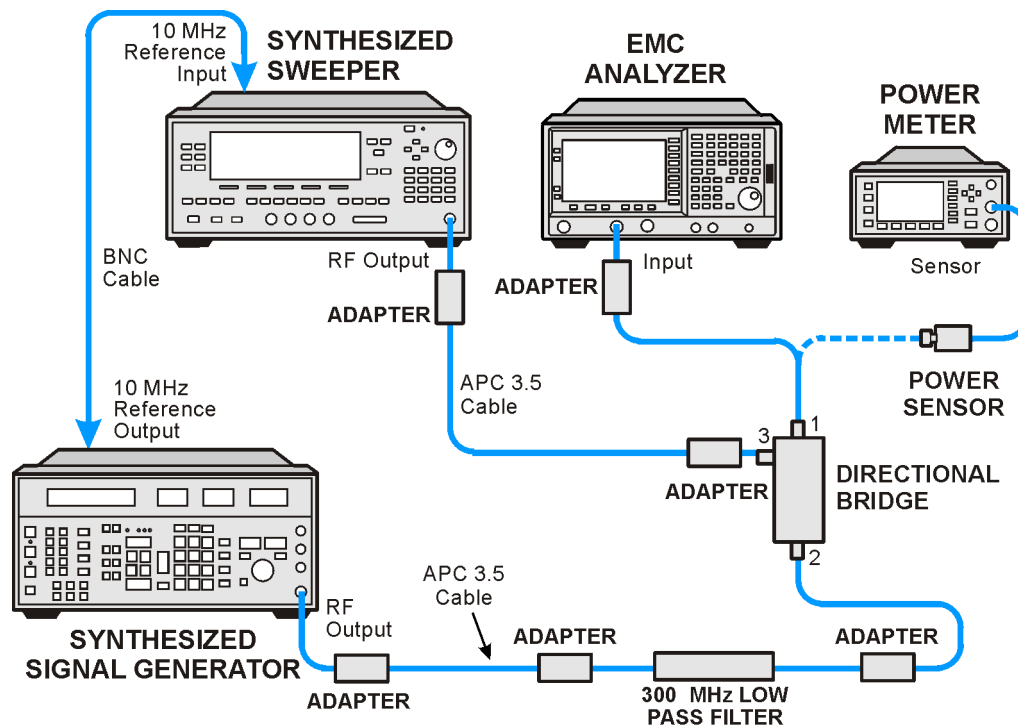 10 MHz
Reference
Input
SYNTHESIZED
SWEEPER
EMC
ANALYZER
POWER
METER
BNC
Cable
RF Output
ADAPTER
Input
ADAPTER
Sensor
10 MHz
Reference
Output
APC 3.5
Cable
POWER
SENSOR
1
3
ADAPTER
DIRECTIONAL
BRIDGE
2
APC 3.5
Cable
RF
Output
SYNTHESIZED
SIGNAL GENERATOR
ADAPTER
ADAPTER
300 MHz LOW
PASS FILTER
ADAPTER